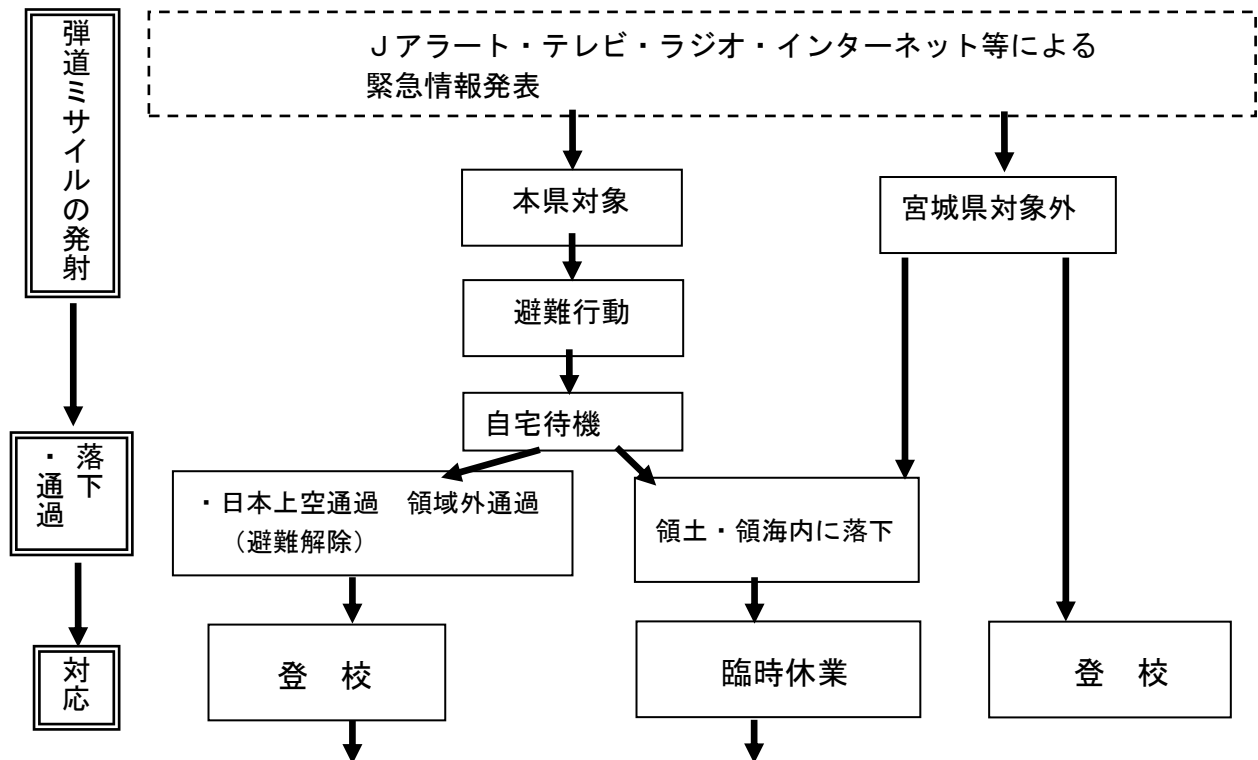 弾道ミサイルの発射
Jアラート・テレビ・ラジオ・インターネット等による
緊急情報発表
本県対象
宮城県対象外
避難行動
自宅待機
落下
・通過
・日本上空通過　領域外通過
（避難解除）
領土・領海内に落下
対応
登　校
臨時休業
登　校